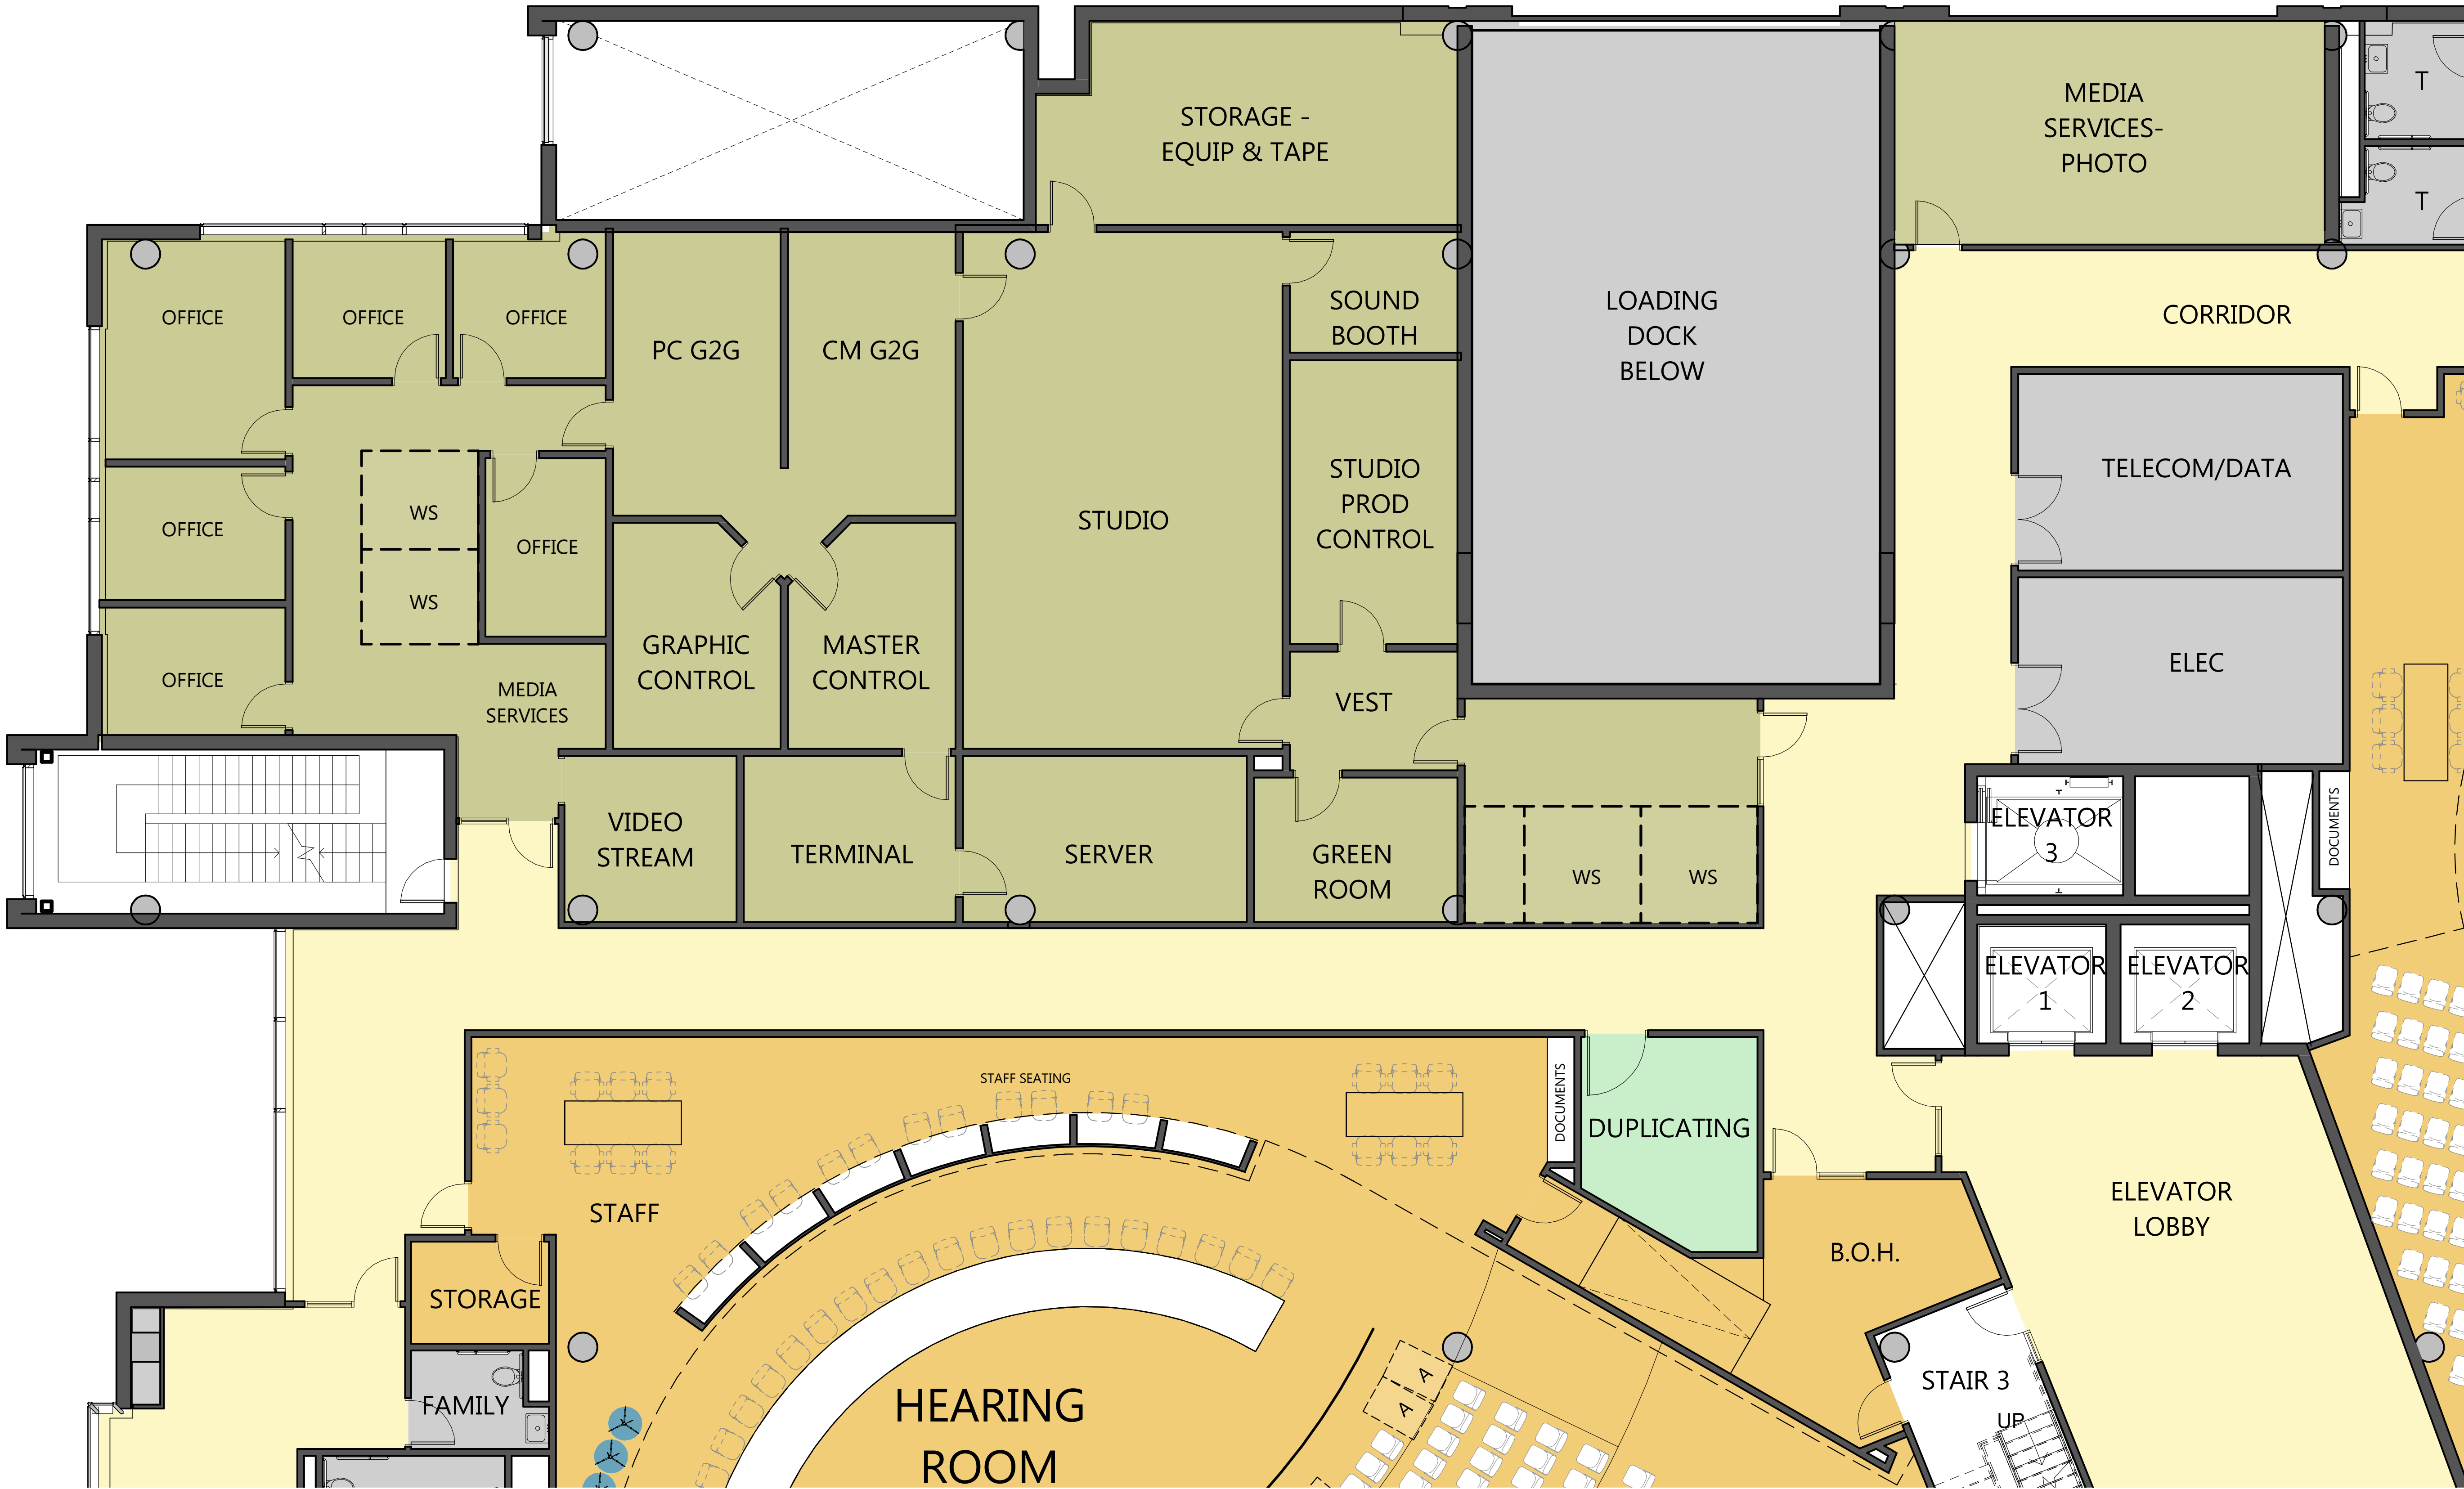 STORAGE -
EQUIP & TAPE
MEDIA
SERVICES-
PHOTO
T
T
OFFICE
OFFICE
OFFICE
PC G2G
CM G2G
SOUND
BOOTH
LOADING
DOCK
BELOW
CORRIDOR
OFFICE
WS
WS
OFFICE
STUDIO
STUDIO
PROD
CONTROL
TELECOM/DATA
OFFICE
MEDIA
SERVICES
GRAPHIC
CONTROL
MASTER
CONTROL
VEST
ELEC
VIDEO
STREAM
TERMINAL
SERVER
GREEN
ROOM
WS
WS
ELEVATOR
3
DOCUMENTS
ELEVATOR
1
ELEVATOR
2
STAFF SEATING
DOCUMENTS
DUPLICATING
STAFF
ELEVATOR
LOBBY
B.O.H.
STORAGE
FAMILY
HEARING
ROOM
A
A
STAIR 3
UP